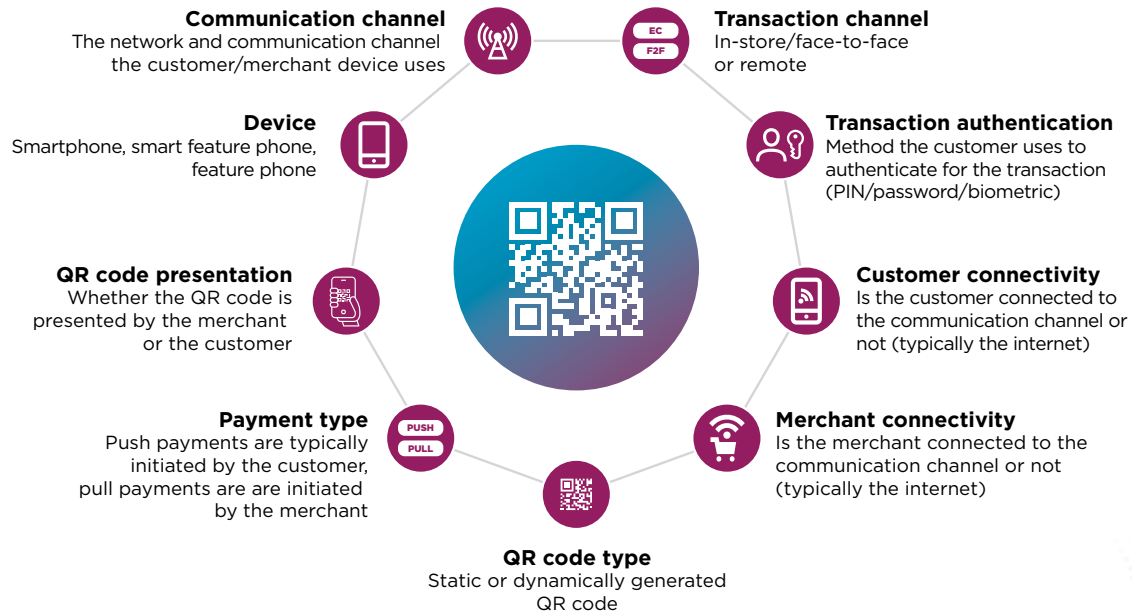 Communication channel
The network and communication channel
the customer/merchant device uses
EC
F2F
Transaction channel
In-store/face-to-face
or remote
Device
Smartphone, smart feature phone,
feature phone
Transaction authentication
Method the customer uses to
authenticate for the transaction
(PIN/password/biometric)
QR code presentation
Whether the QR code is
presented by the merchant
or the customer
Customer connectivity
Is the customer connected to
the communication channel or
not (typically the internet)
Payment type
Push payments are typically
initiated by the customer,
pull payments are are initiated
by the merchant
PUSH
PULL
Merchant connectivity
Is the merchant connected to the
communication channel or not
(typically the internet)
QR code type
Static or dynamically generated
QR code